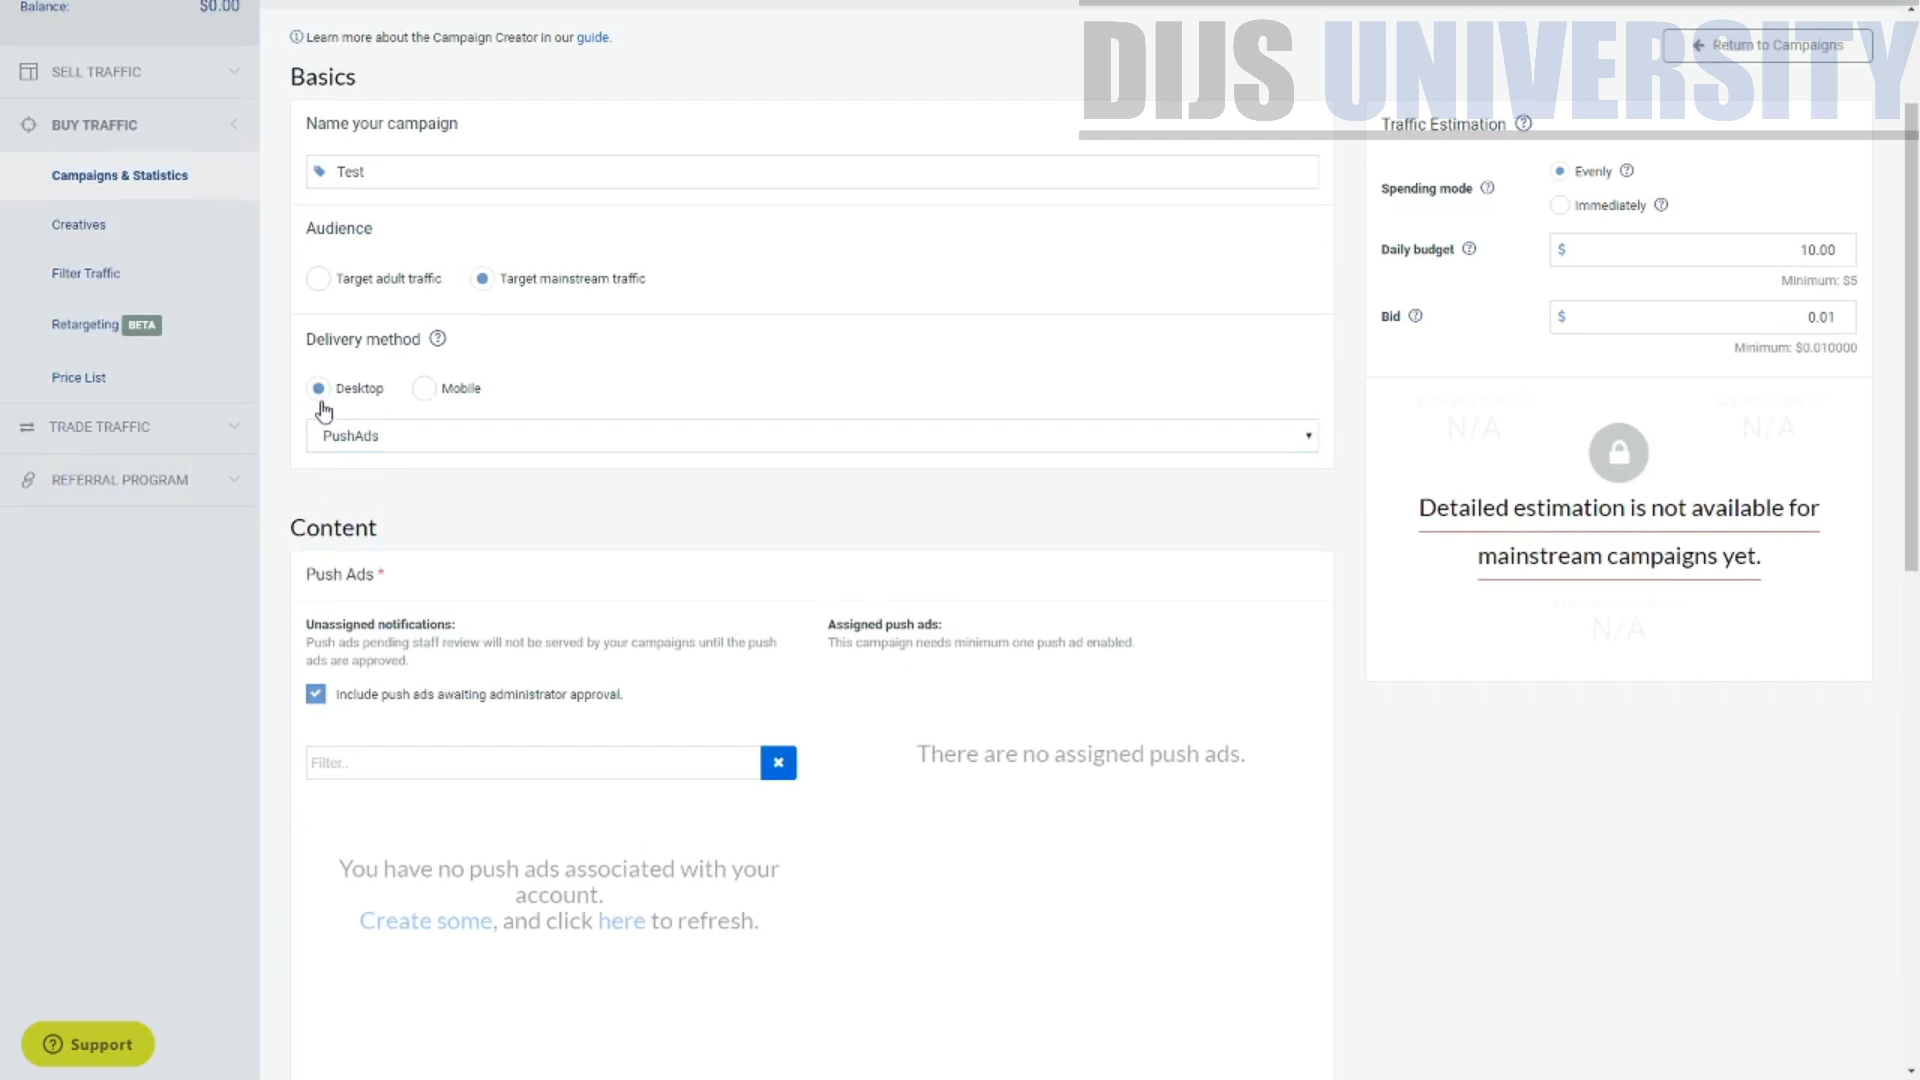 Balance: $0.00
SELL TRAFFIC
BUY TRAFFIC
Campaigns & Statistics
Creatives
Filter Traffic
Retargeting BETA
Price List
TRADE TRAFFIC
REFERRAL PROGRAM
Support
Learn more about the Campaign Creator in our guide.
Basics
Name your campaign
Test
Audience
Target adult traffic Target mainstream traffic
Delivery method
Desktop Mobile
PushAds
Content
Push Ads *
Unassigned notifications:
Push ads pending staff review will not be served by your campaigns until the push
ads are approved.
Include push ads awaiting administrator approval.
Filter..
You have no push ads associated with your
account.
Create some, and click here to refresh.
Assigned push ads:
This campaign needs minimum one push ad enabled.
There are no assigned push ads.
DIJS UNIVERSITY
Return to Campaigns
Traffic Estimation
Spending mode
Evenly
Immediately
Daily budget $ 10.00
Minimum: $5
Bid $ 0.01
Minimum: $0.010000
N/A N/A
Detailed estimation is not available for
mainstream campaigns yet.
N/A